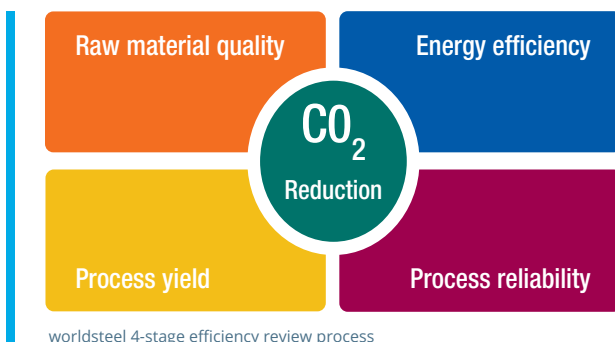 Raw material quality
Energy efficiency
CO₂
Reduction
Process yield
Process reliability
worldsteel 4-stage efficiency review process